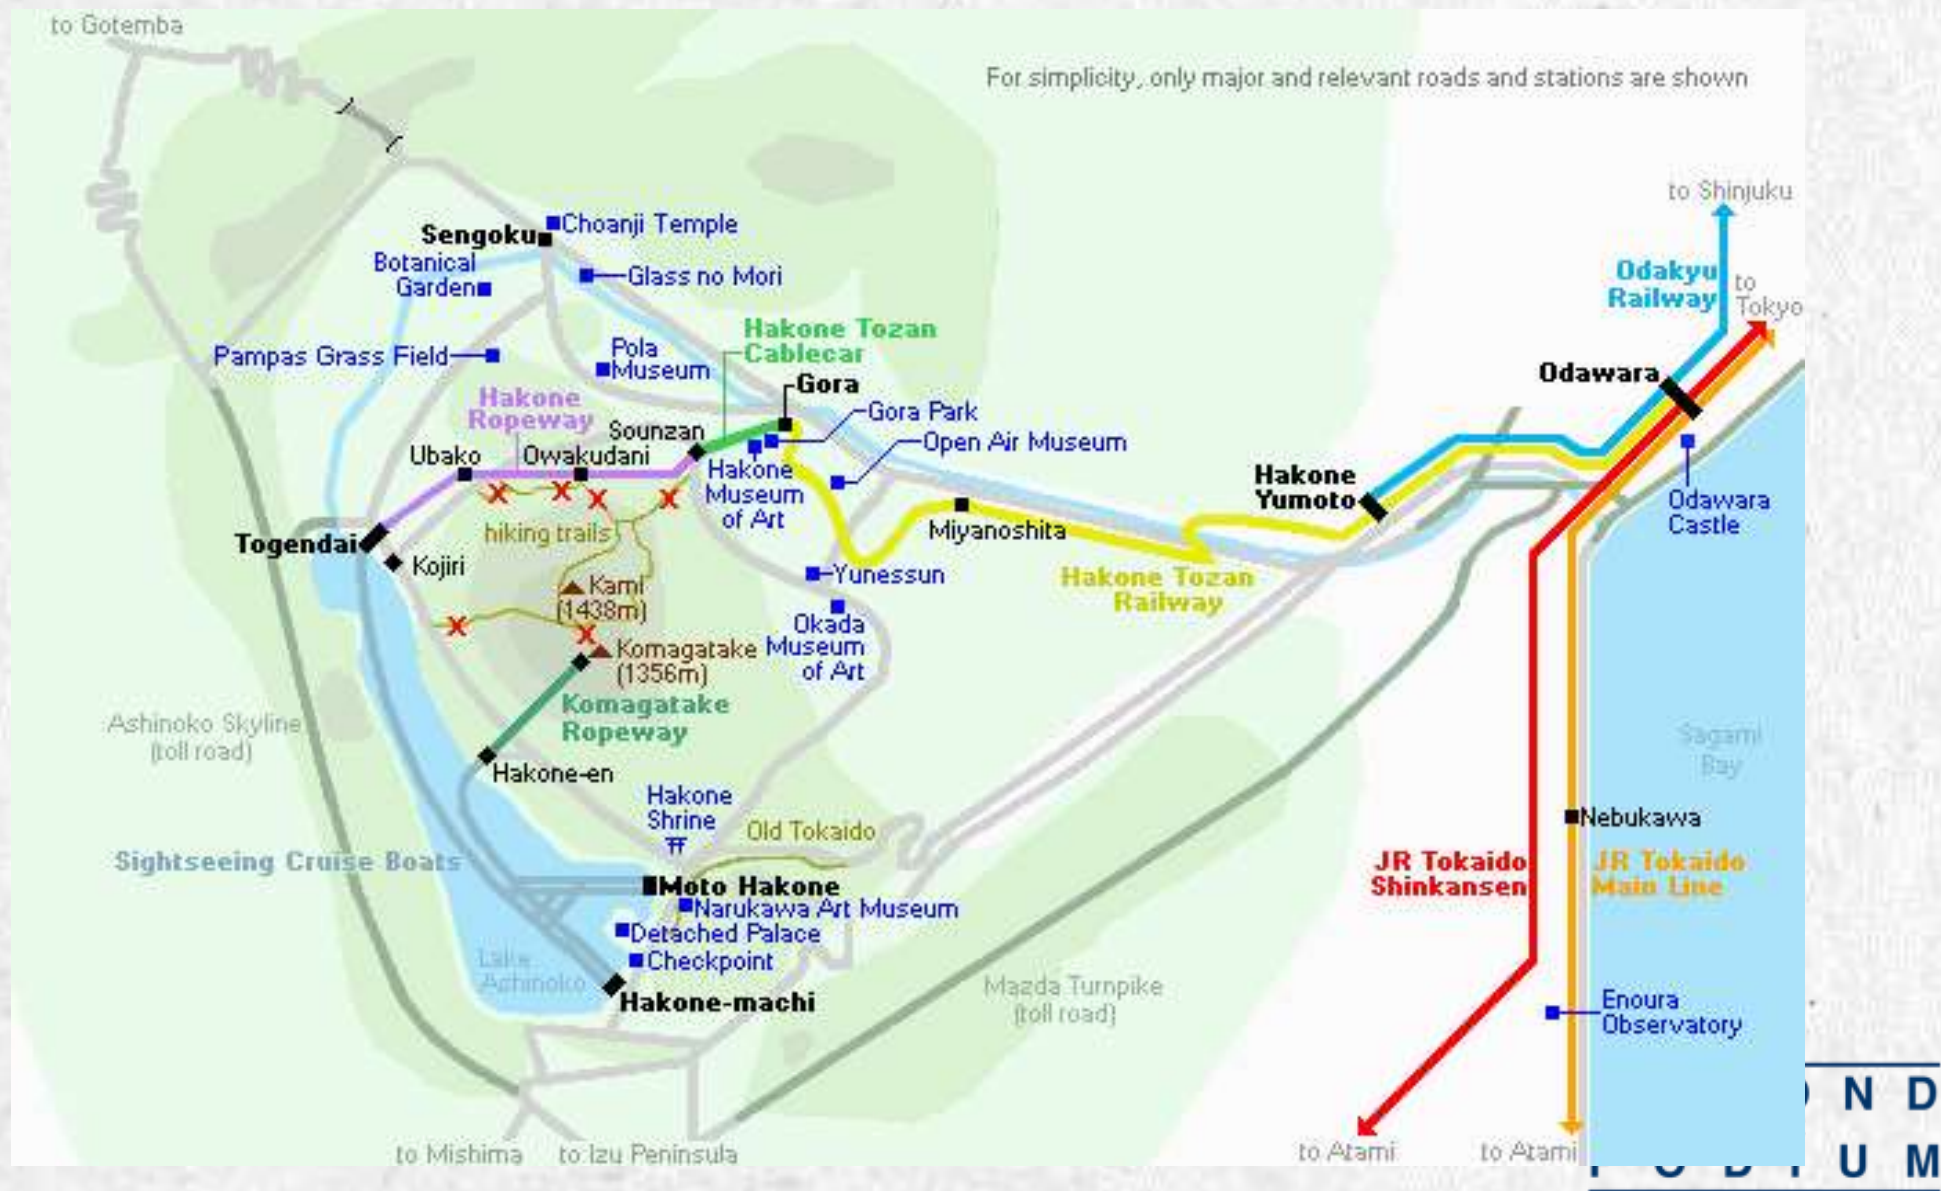 to Gotemba
For simplicity, only major and relevant roads and stations are shown
to Shinjuku
Choanji Temple
Sengoku
Botanical
Garden
Glass no Mori
Odakyu
Railway
to
Tokyo
Hakone Tozan
Cablecar
Pampas Grass Field
Pola
Museum
Gora
Odawara
Hakone
Ropeway
Gora Park
Sounzan
Open Air Museum
Ubako
Owakudani
Hakone
Museum
of Art
Hakone
Yumoto
Odawara
Castle
hiking trails
Miyanoshita
Togendai
Kojiri
Yunessun
Hakone Tozan
Railway
Kami
(1438m)
Okada
Museum
of Art
Komagatake
(1356m)
Komagatake
Ropeway
Ashinoko Skyline
(toll road)
Sagami
Bay
Hakone-en
Hakone
Shrine
Old Tokaido
Nebukawa
Sightseeing Cruise Boats
JR Tokaido
Shinkansen
JR Tokaido
Main Line
Moto Hakone
Narukawa Art Museum
Detached Palace
Checkpoint
Lake
Ashinoko
Hakone-machi
Mazda Turnpike
(toll road)
Enoura
Observatory
to Mishima
to Izu Peninsula
to Atami
to Atami
N D
U M